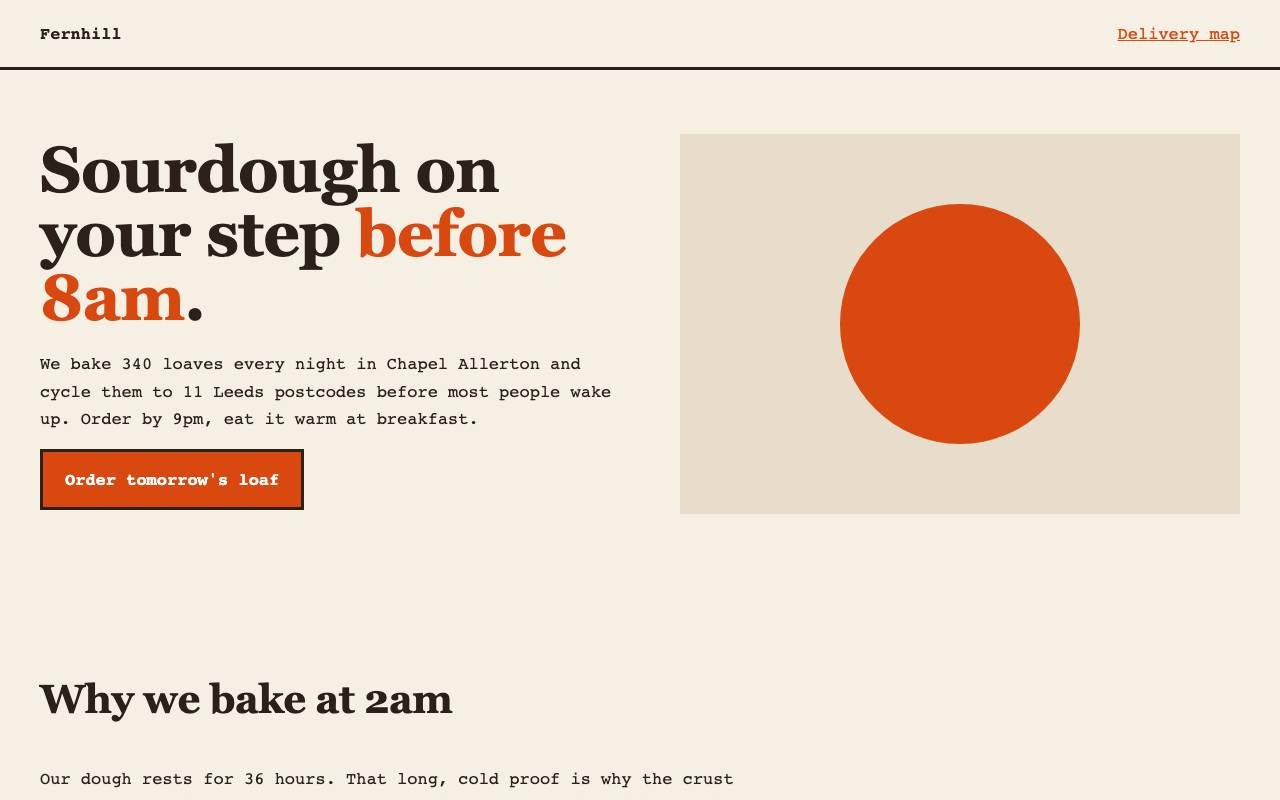 Fernhill
Delivery map
Sourdough on
your step before
8am.
We bake 340 loaves every night in Chapel Allerton and
cycle them to 11 Leeds postcodes before most people wake
up. Order by 9pm, eat it warm at breakfast.
Order tomorrow's loaf
Why we bake at 2am
Our dough rests for 36 hours. That long, cold proof is why the crust